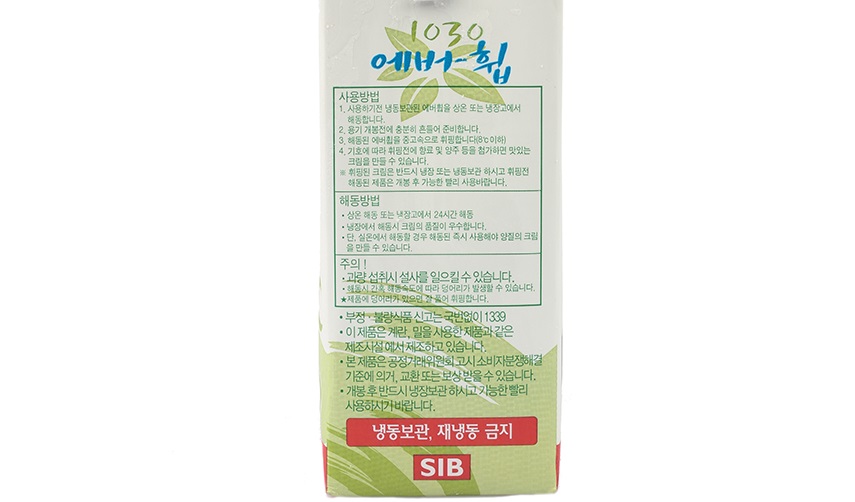 1030
에버-휩
사용방법
1. 사용하기전 냉동보관된 에버휩을 상온 또는 냉장고에서
해동합니다.
2. 용기 개봉전에 충분히 흔들어 준비합니다.
3. 해동된 에버휩을 중고속으로 휘핑합니다(8℃이하)
4. 기호에 따라 휘핑전에 향료 및 양주 등을 첨가하면 맛있는
크림을 만들 수 있습니다.
※ 휘핑된 크림은 반드시 냉장 또는 냉동보관 하시고 휘핑전
해동된 제품은 개봉 후 가능한 빨리 사용바랍니다.
해동방법
• 상온 해동 또는 냉장고에서 24시간 해동
• 냉장에서 해동시 크림의 품질이 우수합니다.
• 단, 실온에서 해동할 경우 해동된 즉시 사용해야 양질의 크림
을 만들 수 있습니다.
주의 !
• 과량 섭취시 설사를 일으킬 수 있습니다.
• 해동시 간혹 해동속도에 따라 덩어리가 발생할 수 있습니다.
★제품에 덩어리가 있으면 잘 풀어 휘핑합니다.
• 부정 · 불량식품 신고는 국번없이 1339
• 이 제품은 계란, 밀을 사용한 제품과 같은
제조시설에서 제조하고 있습니다.
• 본 제품은 공정거래위원회 고시 소비자분쟁해결
기준에 의거, 교환 또는 보상 받을 수 있습니다.
• 개봉 후 반드시 냉장보관 하시고 가능한 빨리
사용하시기 바랍니다.
냉동보관, 재냉동 금지
SIB